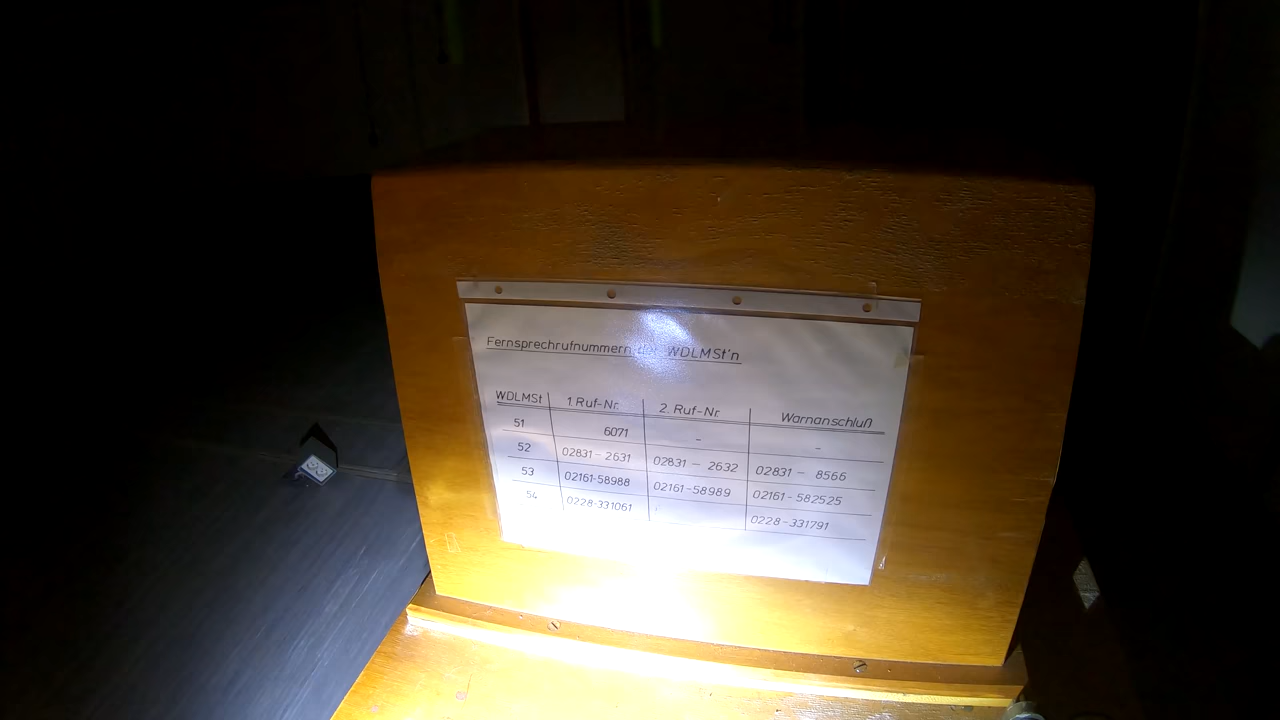 Fernsprechrufnummern der WDLMSt'n
WDLMSt 1. Ruf-Nr. 2. Ruf-Nr. Warnanschluß
51 6071 - -
52 02831 - 2631 02831 - 2632 02831 - 8566
53 02161-58988 02161-58989 02161-582525
54 0228-331061 0228-331791